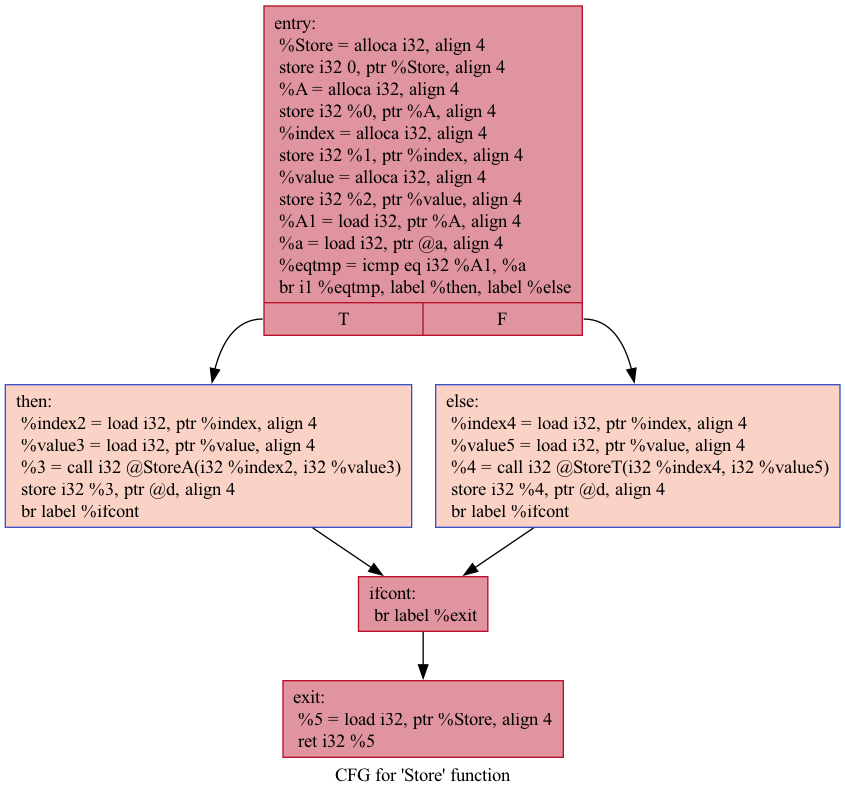 entry:
%Store = alloca i32, align 4
store i32 0, ptr %Store, align 4
%A = alloca i32, align 4
store i32 %0, ptr %A, align 4
%index = alloca i32, align 4
store i32 %1, ptr %index, align 4
%value = alloca i32, align 4
store i32 %2, ptr %value, align 4
%A1 = load i32, ptr %A, align 4
%a = load i32, ptr @a, align 4
%eqtmp = icmp eq i32 %A1, %a
br i1 %eqtmp, label %then, label %else
T
F
then:
%index2 = load i32, ptr %index, align 4
%value3 = load i32, ptr %value, align 4
%3 = call i32 @StoreA(i32 %index2, i32 %value3)
store i32 %3, ptr @d, align 4
br label %ifcont
else:
%index4 = load i32, ptr %index, align 4
%value5 = load i32, ptr %value, align 4
%4 = call i32 @StoreT(i32 %index4, i32 %value5)
store i32 %4, ptr @d, align 4
br label %ifcont
ifcont:
br label %exit
exit:
%5 = load i32, ptr %Store, align 4
ret i32 %5
CFG for 'Store' function